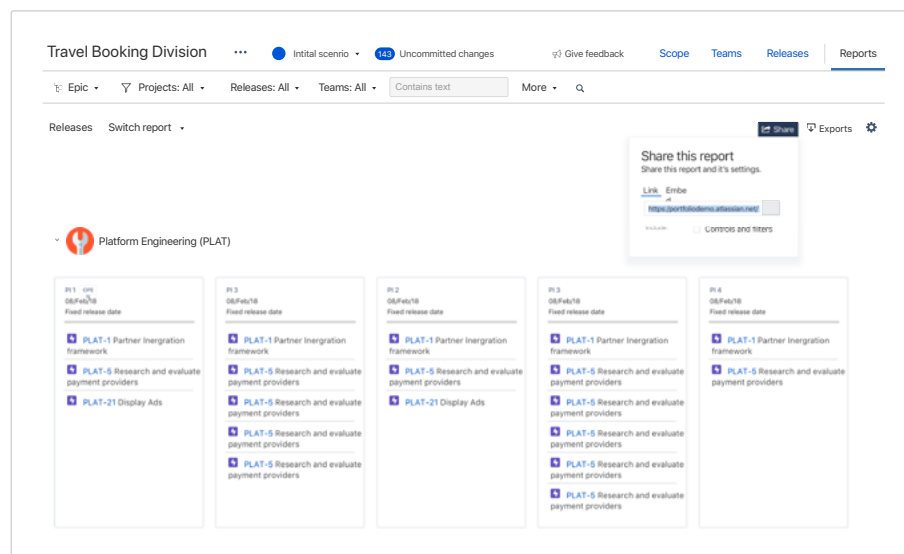 Travel Booking Division ••• Intital scenrio 143 Uncommitted changes Give feedback Scope Teams Releases Reports
Epic Projects: All Releases: All Teams: All Contains text More
Releases Switch report Share Exports
Share this report
Share this report and it's settings.
Link Embe
https://portfoliodemo.atlassian.net/
Controls and filters
Platform Engineering (PLAT)
PI 1
08/Feb/18
Fixed release date
PLAT-1 Partner Inergration
framework
PLAT-5 Research and evaluate
payment providers
PLAT-21 Display Ads
PI 3
08/Feb/18
Fixed release date
PLAT-1 Partner Inergration
framework
PLAT-5 Research and evaluate
payment providers
PLAT-5 Research and evaluate
payment providers
PLAT-5 Research and evaluate
payment providers
PLAT-5 Research and evaluate
payment providers
PI 2
08/Feb/18
Fixed release date
PLAT-1 Partner Inergration
framework
PLAT-5 Research and evaluate
payment providers
PLAT-21 Display Ads
PI 3
08/Feb/18
Fixed release date
PLAT-1 Partner Inergration
framework
PLAT-5 Research and evaluate
payment providers
PLAT-5 Research and evaluate
payment providers
PLAT-5 Research and evaluate
payment providers
PLAT-5 Research and evaluate
payment providers
PLAT-5 Research and evaluate
payment providers
PI 4
08/Feb/18
Fixed release date
PLAT-1 Partner Inergration
framework
PLAT-5 Research and evaluate
payment providers